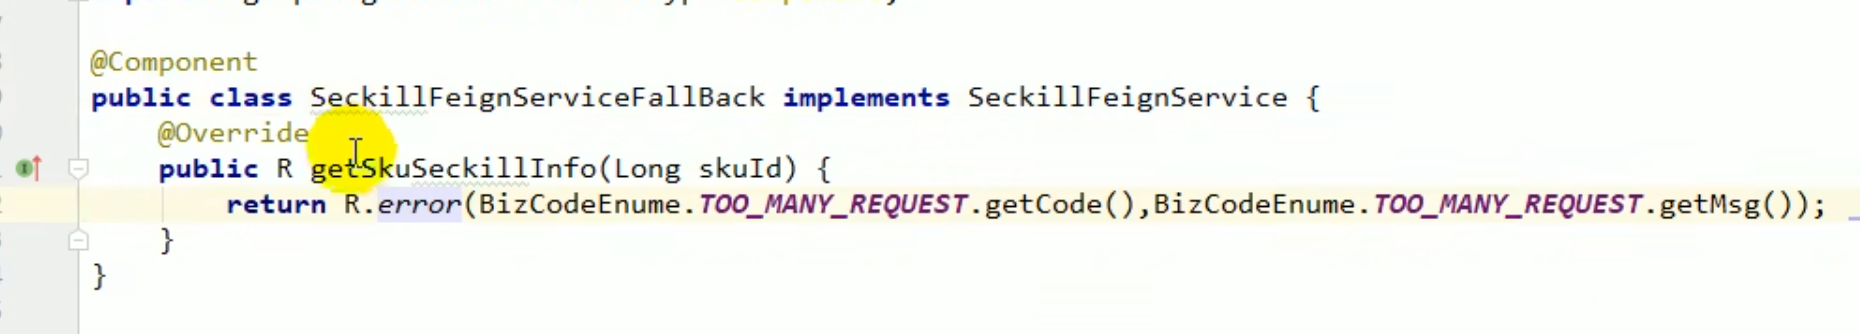 @Component
public class SeckillFeignServiceFallBack implements SeckillFeignService {
@Override
public R getSkuSeckillInfo(Long skuId) {
return R.error(BizCodeEnume.TOO_MANY_REQUEST.getCode(),BizCodeEnume.TOO_MANY_REQUEST.getMsg());
}
}